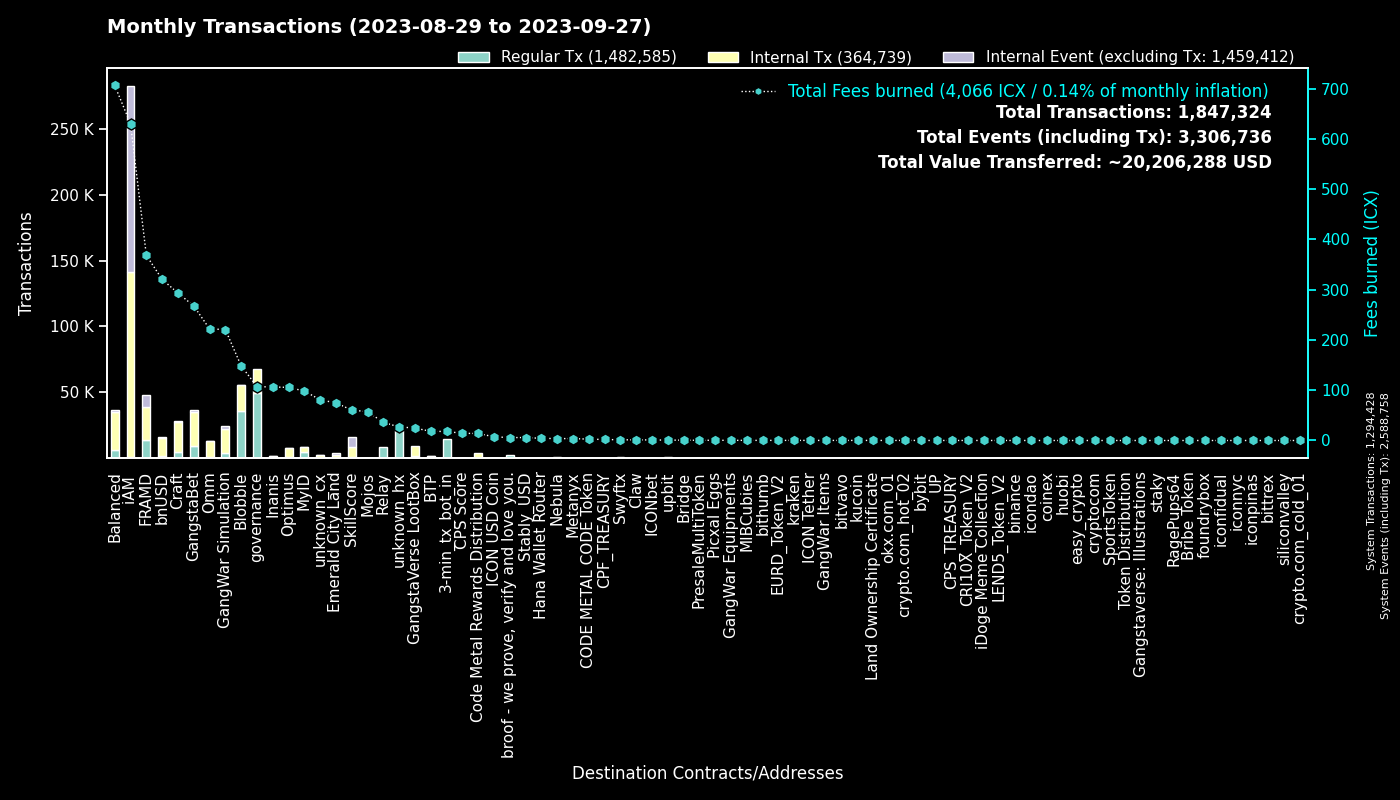 Monthly Transactions (2023-08-29 to 2023-09-27)
Regular Tx (1,482,585)
Internal Tx (364,739)
Internal Event (excluding Tx: 1,459,412)
Total Fees burned (4,066 ICX / 0.14% of monthly inflation)
Total Transactions: 1,847,324
Total Events (including Tx): 3,306,736
Total Value Transferred: ~20,206,288 USD
Transactions
250 K
200 K
150 K
100 K
50 K
700
600
500
400
300
200
100
0
Fees burned (ICX)
System Transactions: 1,294,428
System Events (including Tx): 2,588,758
Balanced
IAM
FRAMD
bnUSD
Craft
GangstaBet
Omm
GangWar Simulation
Blobble
governance
Inanis
Optimus
MyID
unknown_cx
Emerald City Land
SkillScore
Mojos
Relay
unknown_hx
GangstaVerse LootBox
BTP
3-min_tx_bot_in
CPS Score
Code Metal Rewards Distribution
ICON USD Coin
broof - we prove, verify and love you.
Stably_USD
Hana Wallet Router
Nebula
Metanyx
CODE METAL CODE Token
CPF_TREASURY
Swyftx
Claw
ICONbet
upbit
Bridge
PresaleMultiToken
Picxal Eggs
GangWar Equipments
MIBCubies
bithumb
EURD_Token_V2
kraken
ICON Tether
GangWar Items
bitvavo
kucoin
Land Ownership Certificate
okx.com_01
crypto.com_hot_02
bybit
UP
CPS_TREASURY
CRI10X_Token_V2
iDoge Meme Collection
LEND5_Token_V2
binance
icondao
coinex
huobi
easy_crypto
cryptocom
SportsToken
Token Distribution
Gangstaverse: Illustrations
staky
RagePups64
Bribe Token
foundrybox
iconfidual
iconnyc
iconpinas
bittrex
siliconvalley
crypto.com_cold_01
Destination Contracts/Addresses